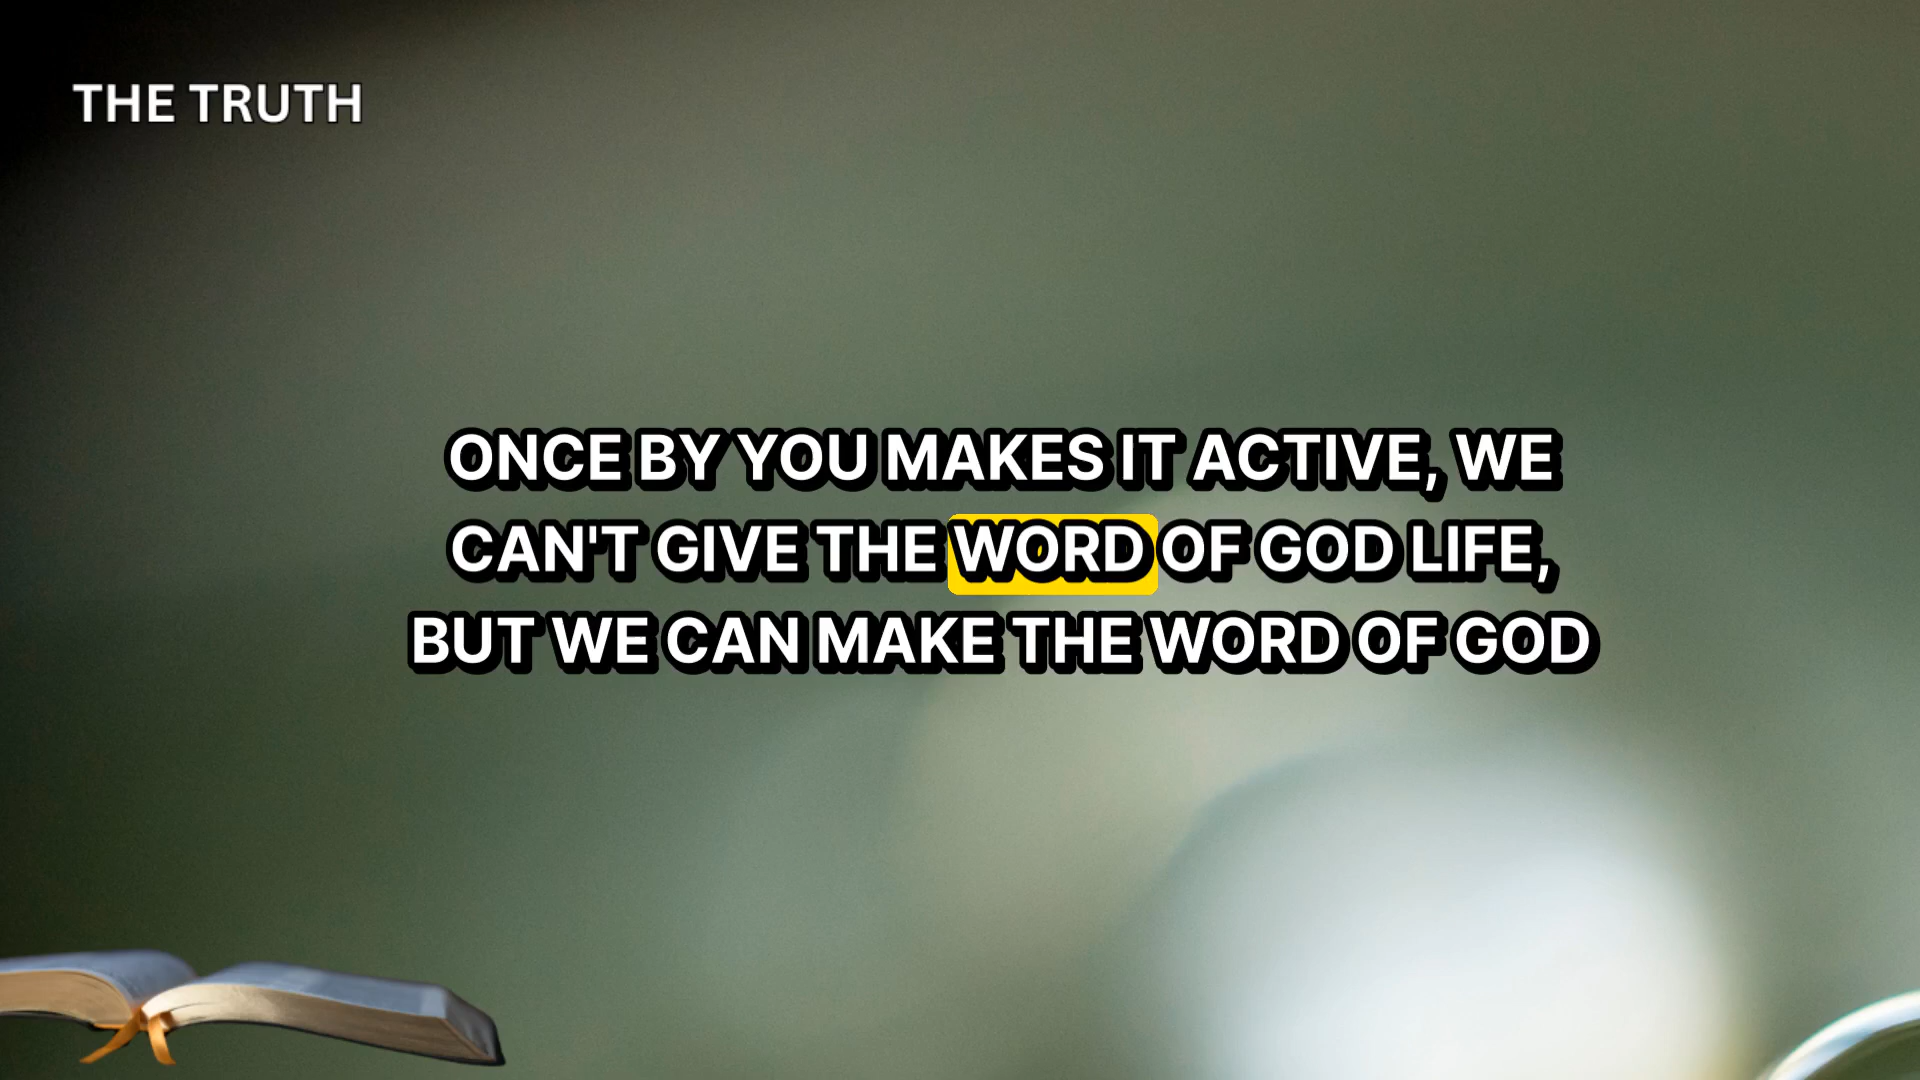 THE TRUTH
ONCE BY YOU MAKES IT ACTIVE, WE
CAN'T GIVE THE WORD OF GOD LIFE,
BUT WE CAN MAKE THE WORD OF GOD